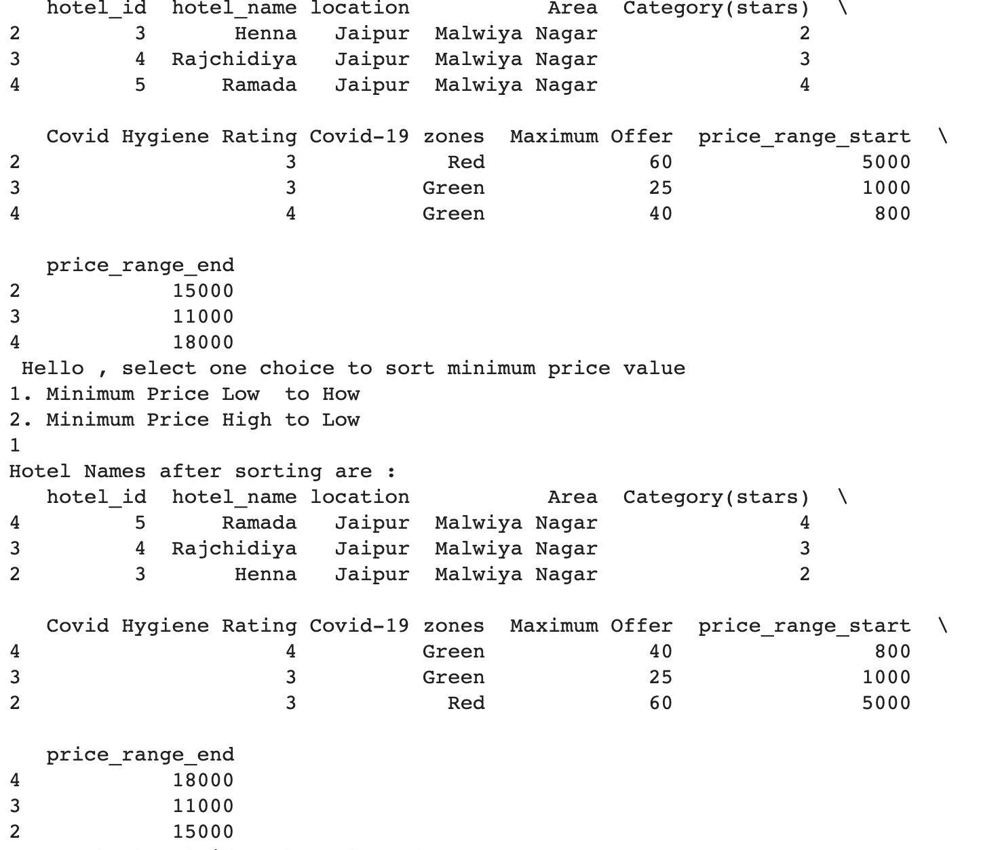 hotel_id hotel_name location Area Category(stars) \
2 3 Henna Jaipur Malwiya Nagar 2
3 4 Rajchidiya Jaipur Malwiya Nagar 3
4 5 Ramada Jaipur Malwiya Nagar 4
Covid Hygiene Rating Covid-19 zones Maximum Offer price_range_start \
2 3 Red 60 5000
3 3 Green 25 1000
4 4 Green 40 800
price_range_end
2 15000
3 11000
4 18000
Hello , select one choice to sort minimum price value
1. Minimum Price Low  to How
2. Minimum Price High to Low
1
Hotel Names after sorting are :
hotel_id hotel_name location Area Category(stars) \
4 5 Ramada Jaipur Malwiya Nagar 4
3 4 Rajchidiya Jaipur Malwiya Nagar 3
2 3 Henna Jaipur Malwiya Nagar 2
Covid Hygiene Rating Covid-19 zones Maximum Offer price_range_start \
4 4 Green 40 800
3 3 Green 25 1000
2 3 Red 60 5000
price_range_end
4 18000
3 11000
2 15000